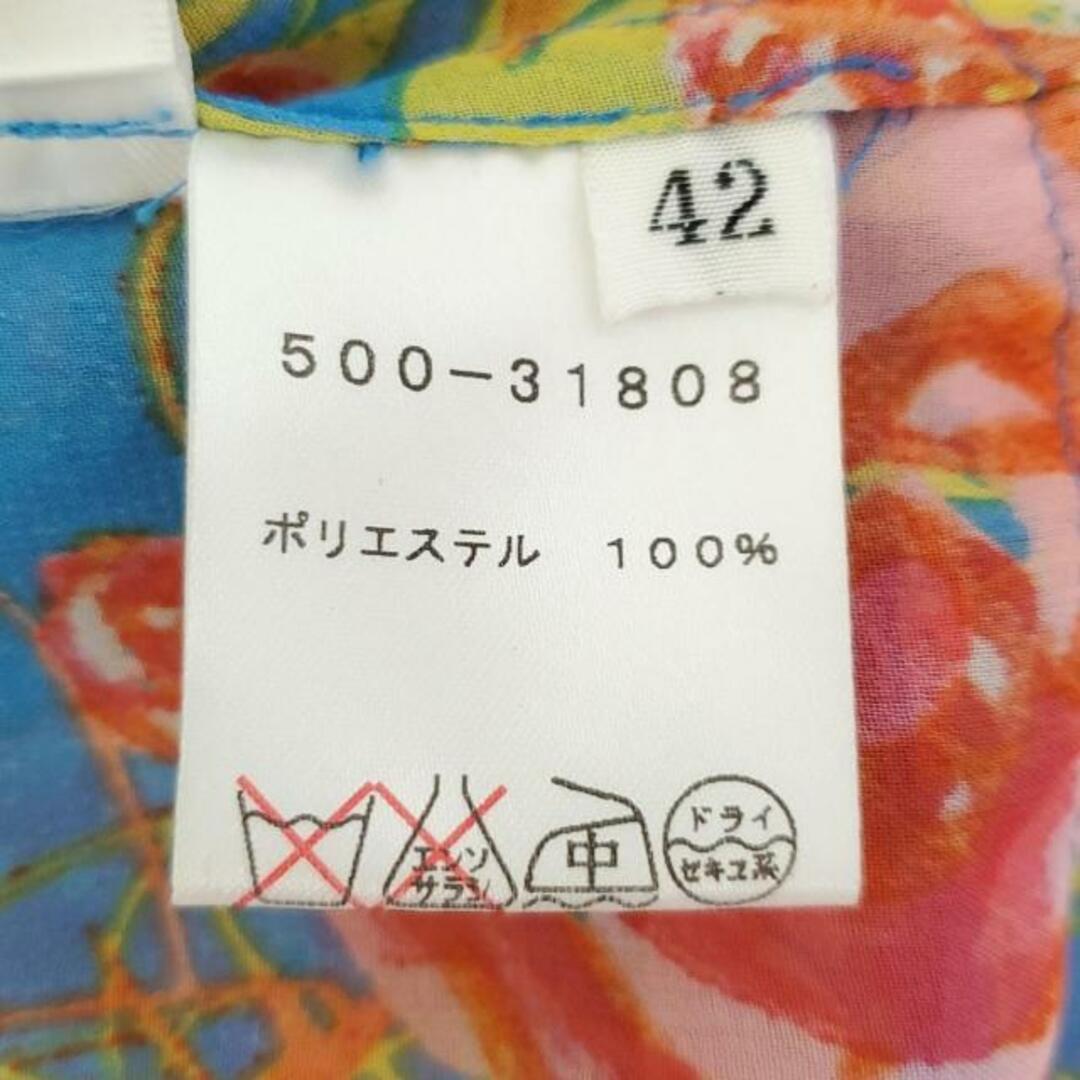 42
500-31808
ポリエステル 100%
エンソ
サラシ
中
ドライ
セキユ系